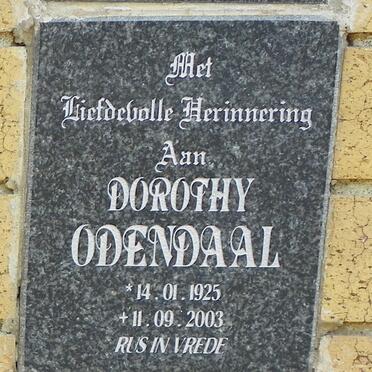 Met
Liefdevolle Herinnering
Aan
DOROTHY
ODENDAAL
*14.01.1925
+11.09.2003
RUS IN VREDE